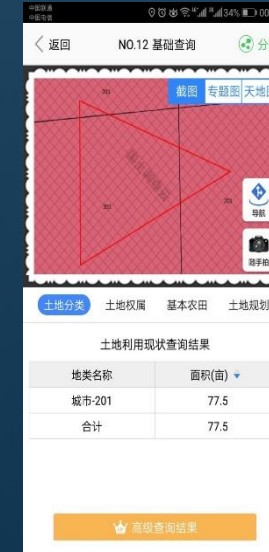 中国联通
中国电信
34% 00
返回 NO.12 基础查询 分
截图 专题图 天地图
201
201
201
导航
随手拍
土地分类 土地权属 基本农田 土地规划
土地利用现状查询结果
地类名称 面积(亩)
城市-201 77.5
合计 77.5
高级查询结果